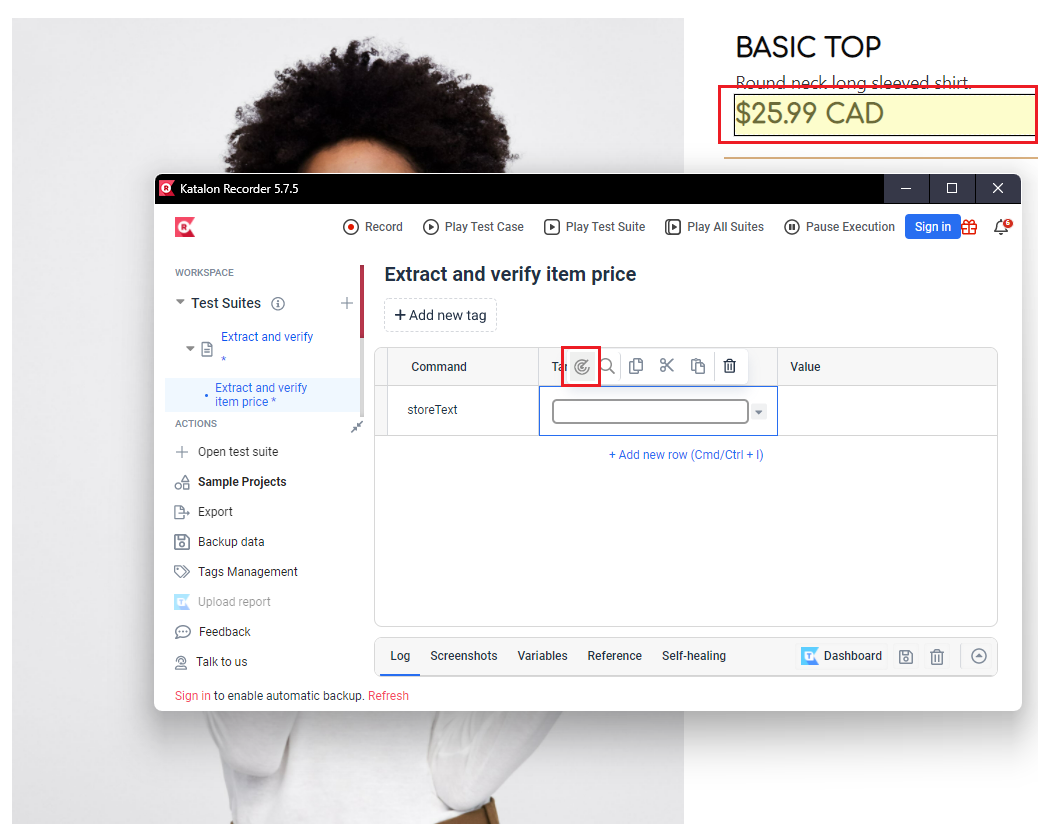 BASIC TOP
Round neck long sleeved shirt.
$25.99 CAD
Katalon Recorder 5.7.5
Record
Play Test Case
Play Test Suite
Play All Suites
Pause Execution
Sign in
6
WORKSPACE
Test Suites
Extract and verify
*
Extract and verify
item price *
ACTIONS
Open test suite
Sample Projects
Export
Backup data
Tags Management
Upload report
Feedback
Talk to us
Extract and verify item price
+ Add new tag
Command
Tar
Value
storeText
+ Add new row (Cmd/Ctrl + I)
Log
Screenshots
Variables
Reference
Self-healing
Dashboard
Sign in to enable automatic backup. Refresh